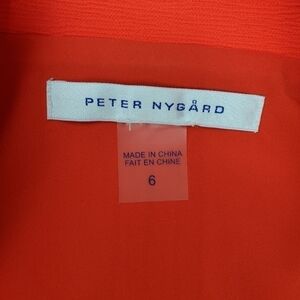 PETER NYGÅRD
MADE IN CHINA
FAIT EN CHINE
6